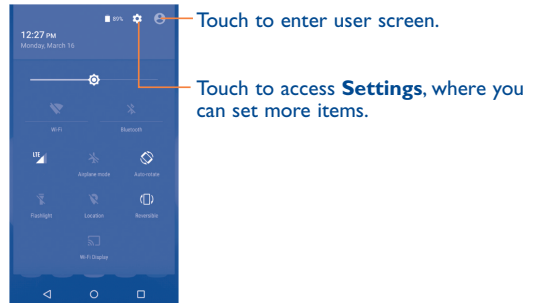 89%
12:27 PM
Monday, March 16
Touch to enter user screen.
Touch to access Settings, where you
can set more items.
Wi-Fi
Bluetooth
LTE
Airplane mode
Auto-rotate
Flashlight
Location
Reversible
Wi-Fi Display